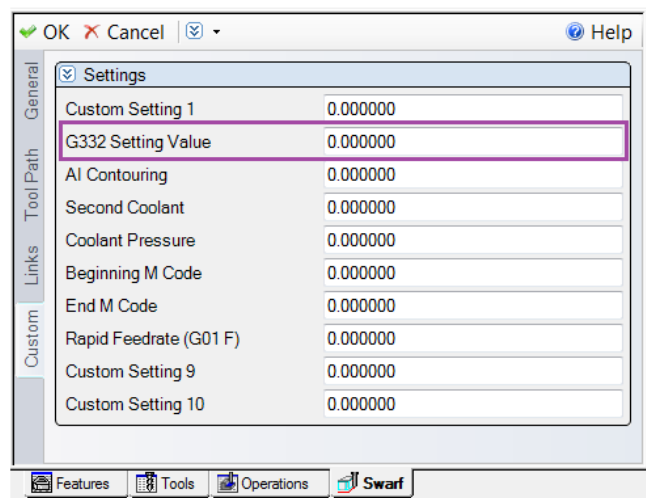 OK Cancel Help
General
Tool Path
Links
Custom
Settings
Custom Setting 1 0.000000
G332 Setting Value 0.000000
AI Contouring 0.000000
Second Coolant 0.000000
Coolant Pressure 0.000000
Beginning M Code 0.000000
End M Code 0.000000
Rapid Feedrate (G01 F) 0.000000
Custom Setting 9 0.000000
Custom Setting 10 0.000000
Features Tools Operations Swarf